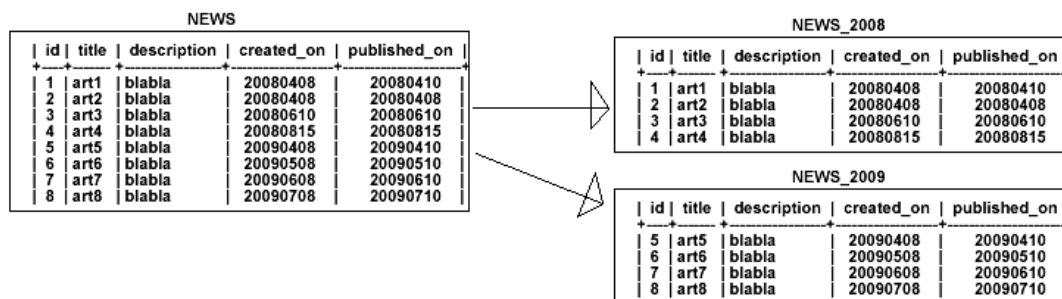 NEWS
| id | title | description | created_on | published_on |
+----+-------+-------------+------------+--------------+
| 1 | art1 | blabla | 20080408 | 20080410 |
| 2 | art2 | blabla | 20080408 | 20080408 |
| 3 | art3 | blabla | 20080610 | 20080610 |
| 4 | art4 | blabla | 20080815 | 20080815 |
| 5 | art5 | blabla | 20090408 | 20090410 |
| 6 | art6 | blabla | 20090508 | 20090510 |
| 7 | art7 | blabla | 20090608 | 20090610 |
| 8 | art8 | blabla | 20090708 | 20090710 |
NEWS_2008
| id | title | description | created_on | published_on
+----+-------+-------------+------------+--------------
| 1 | art1 | blabla | 20080408 | 20080410
| 2 | art2 | blabla | 20080408 | 20080408
| 3 | art3 | blabla | 20080610 | 20080610
| 4 | art4 | blabla | 20080815 | 20080815
NEWS_2009
| id | title | description | created_on | published_on
+----+-------+-------------+------------+--------------
| 5 | art5 | blabla | 20090408 | 20090410
| 6 | art6 | blabla | 20090508 | 20090510
| 7 | art7 | blabla | 20090608 | 20090610
| 8 | art8 | blabla | 20090708 | 20090710